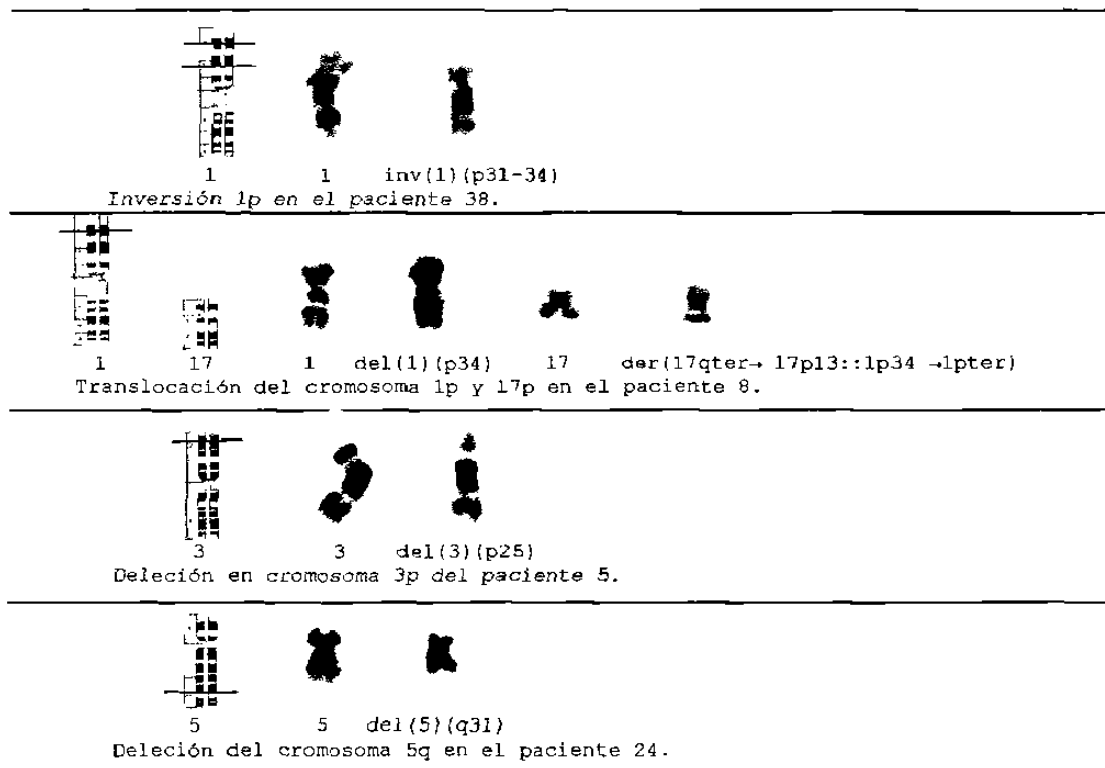 1 1 inv(1)(p31-34)
Inversión 1p en el paciente 38.
1 17 1 del(1)(p34) 17 der(17qter→ 17p13::1p34 →1pter)
Translocación del cromosoma 1p y 17p en el paciente 8.
3 3 del(3)(p25)
Deleción en cromosoma 3p del paciente 5.
5 5 del(5)(q31)
Deleción del cromosoma 5q en el paciente 24.